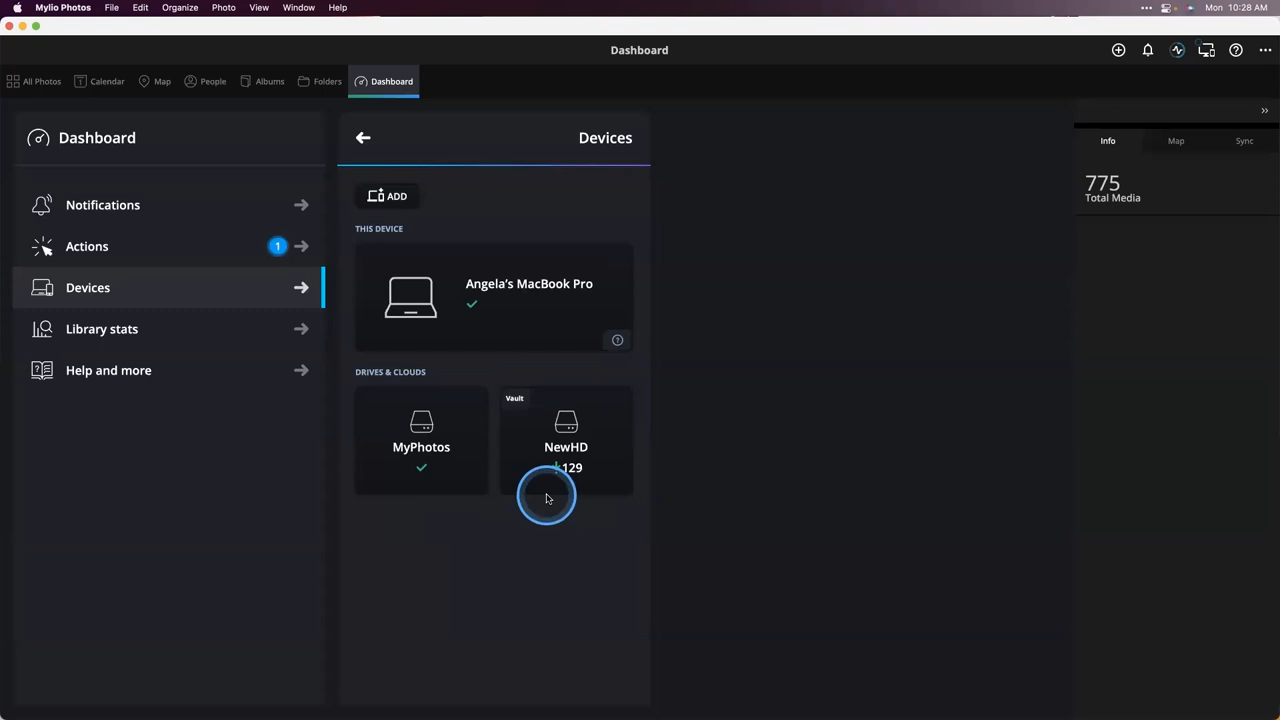 Mylio Photos File Edit Organize Photo View Window Help Mon 10:28 AM
Dashboard
All Photos Calendar Map People Albums Folders Dashboard
Dashboard
Notifications
Actions 1
Devices
Library stats
Help and more
Devices
ADD
THIS DEVICE
Angela’s MacBook Pro
DRIVES & CLOUDS
MyPhotos
Vault
NewHD
129
Info Map Sync
775
Total Media